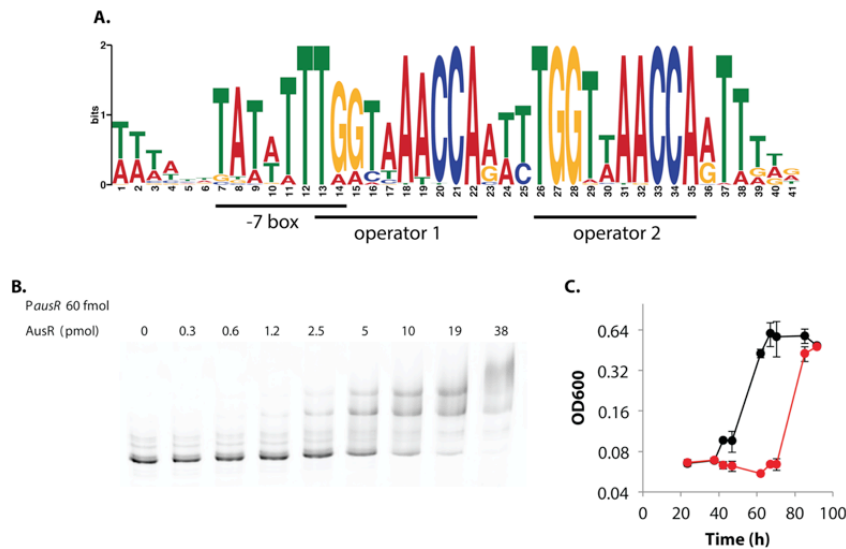 A.
2
bits
1
0
1 2 3 4 5 6 7 8 9 10 11 12 13 14 15 16 17 18 19 20 21 22 23 24 25 26 27 28 29 30 31 32 33 34 35 36 37 38 39 40 41
-7 box
operator 1
operator 2
B.
PausR 60 fmol
AusR (pmol) 0 0.3 0.6 1.2 2.5 5 10 19 38
C.
OD600
0.64
0.32
0.16
0.08
0.04
0 20 40 60 80 100
Time (h)